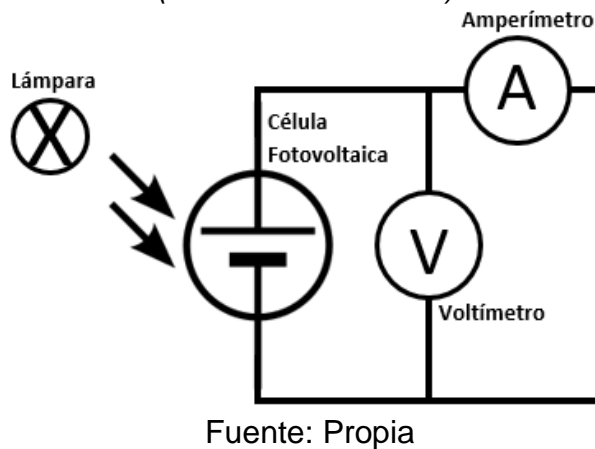 Amperímetro
A
Lámpara
Célula
Fotovoltaica
V
Voltímetro
Fuente: Propia